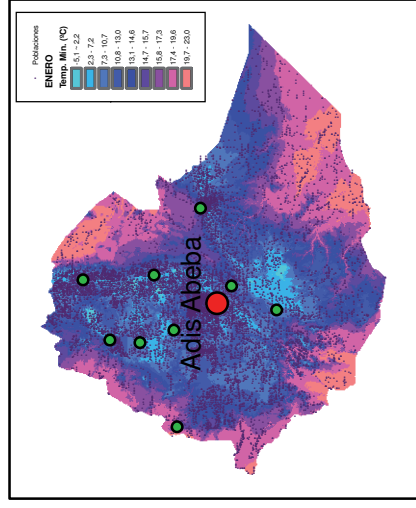 Poblaciones
ENERO
Temp. Min. (ºC)
-5,1 - 2,2
2,3 - 7,2
7,3 - 10,7
10,8 - 13,0
13,1 - 14,6
14,7 - 15,7
15,8 - 17,3
17,4 - 19,6
19,7 - 23,0
Adis Abeba